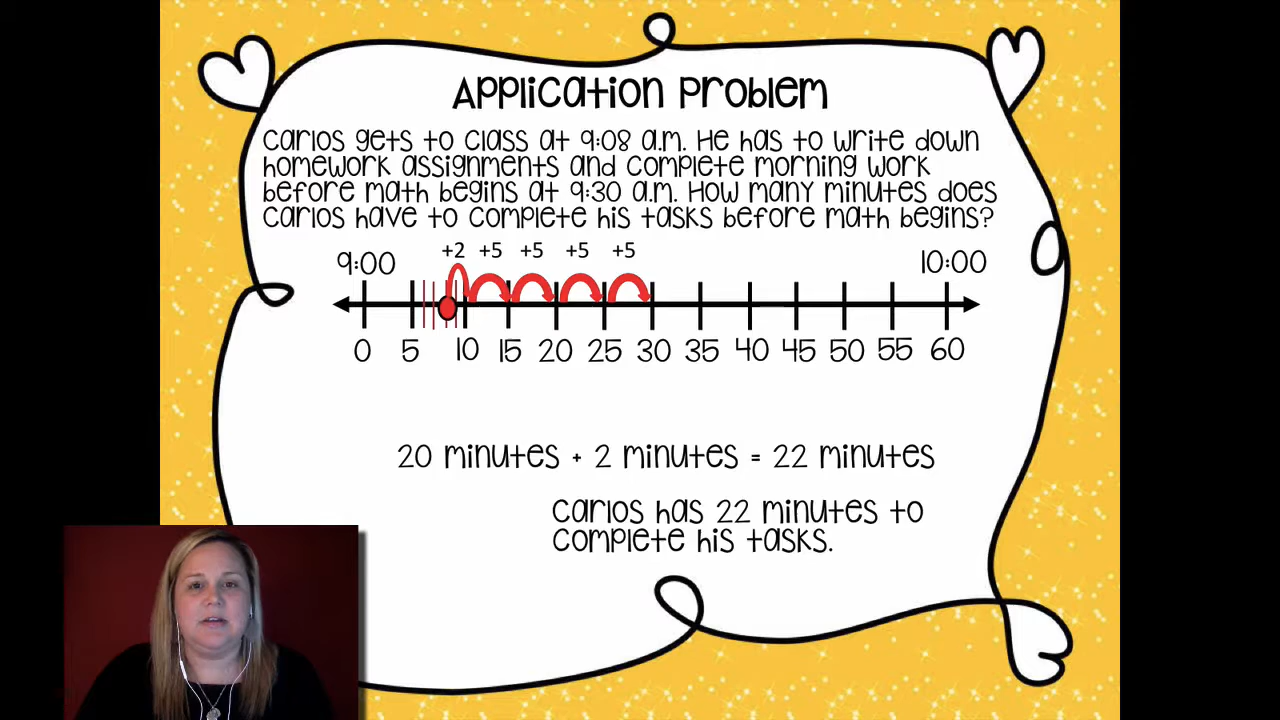 Application Problem
Carlos gets to class at 9:08 a.m. He has to write down
homework assignments and complete morning work
before math begins at 9:30 a.m. How many minutes does
Carlos have to complete his tasks before math begins?
+2 +5 +5 +5 +5
9:00 10:00
0 5 10 15 20 25 30 35 40 45 50 55 60
20 minutes + 2 minutes = 22 minutes
Carlos has 22 minutes to
complete his tasks.